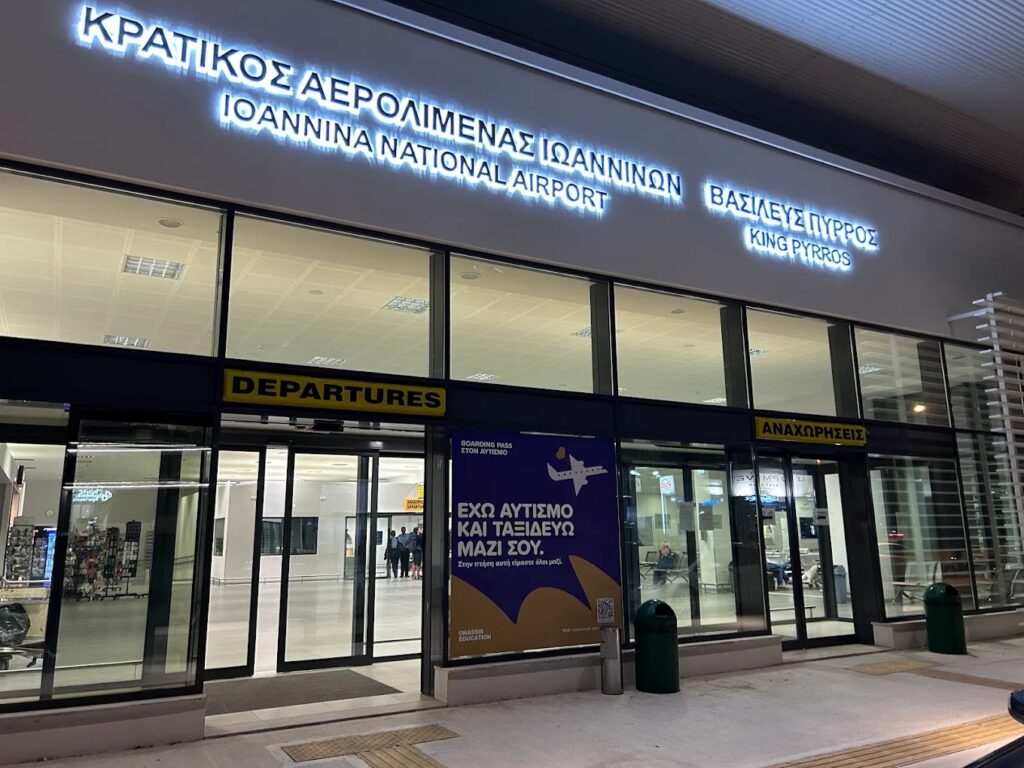 ΚΡΑΤΙΚΟΣ ΑΕΡΟΛΙΜΕΝΑΣ ΙΩΑΝΝΙΝΩΝ
IOANNINA NATIONAL AIRPORT
ΒΑΣΙΛΕΥΣ ΠΥΡΡΟΣ
KING PYRROS
DEPARTURES
ΑΝΑΧΩΡΗΣΕΙΣ
BOARDING PASS
ΣΤΟΝ ΑΥΤΙΣΜΟ
ΕΧΩ ΑΥΤΙΣΜΟ
ΚΑΙ ΤΑΞΙΔΕΥΩ
ΜΑΖΙ ΣΟΥ.
Στην πτήση αυτή είμαστε όλοι μαζί.
ONASSIS
EDUCATION